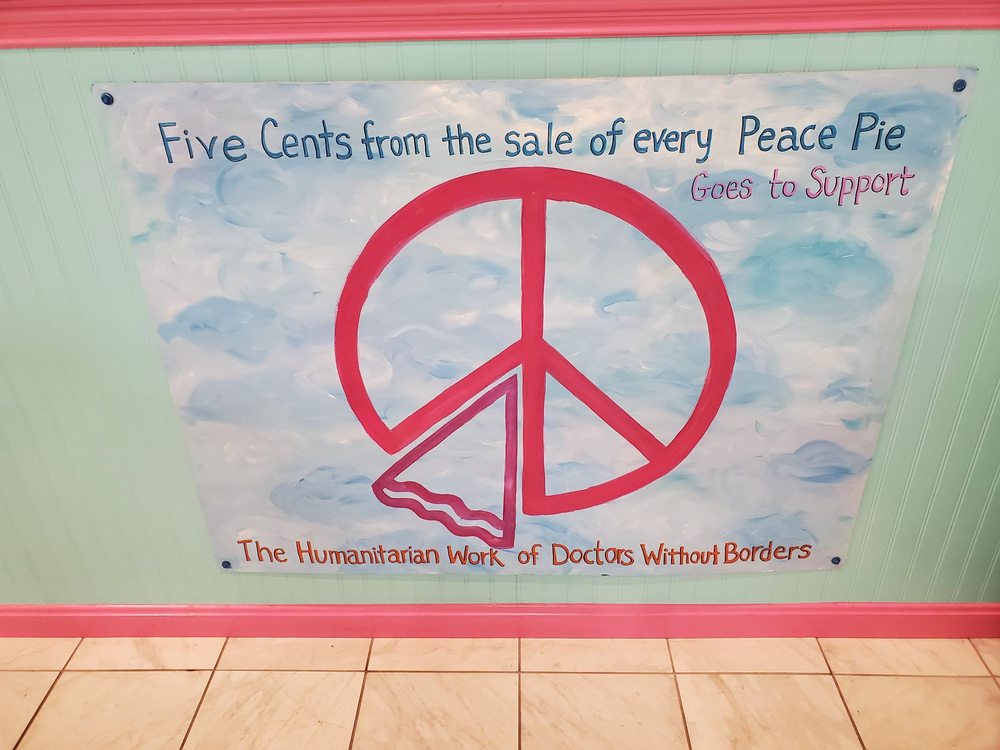 Five Cents from the sale of every Peace Pie
Goes to Support
The Humanitarian Work of Doctors Without Borders